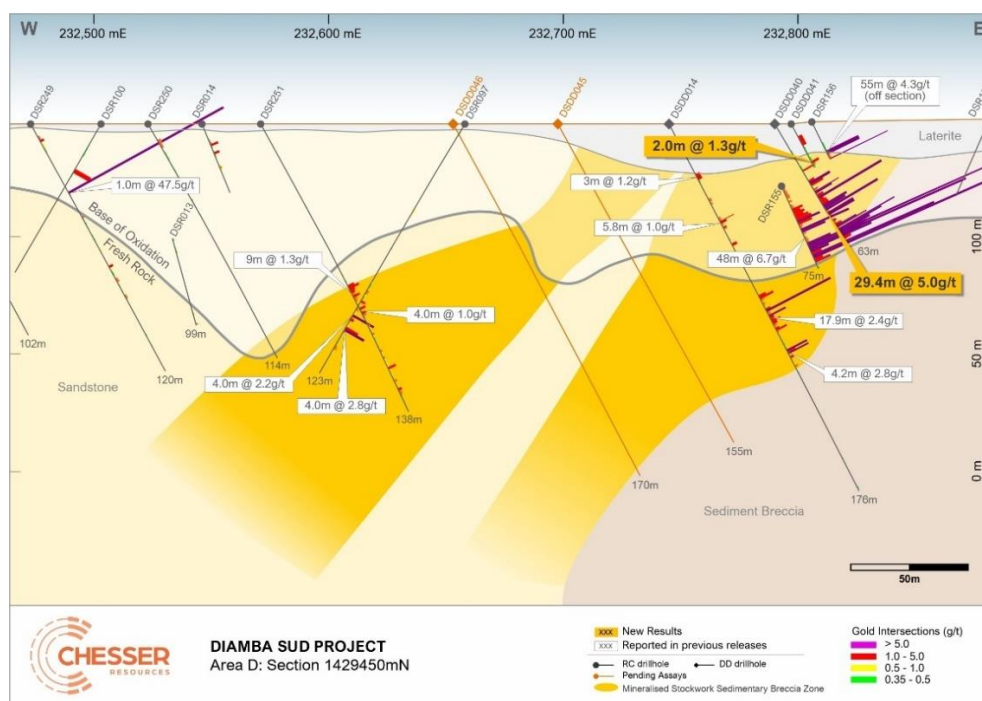 W
E
232,500 mE
232,600 mE
232,700 mE
232,800 mE
DSR249
DSR100
DSR250
DSR014
DSR251
DSDD046
DSR097
DSDD045
DSDD014
DSDD040
DSDD041
DSR156
55m @ 4.3g/t
(off section)
Laterite
2.0m @ 1.3g/t
3m @ 1.2g/t
1.0m @ 47.5g/t
DSR155
DSR013
Base of Oxidation
Fresh Rock
5.8m @ 1.0g/t
48m @ 6.7g/t
63m
75m
100 m
9m @ 1.3g/t
29.4m @ 5.0g/t
4.0m @ 1.0g/t
17.9m @ 2.4g/t
99m
102m
114m
120m
123m
50 m
4.2m @ 2.8g/t
Sandstone
4.0m @ 2.2g/t
4.0m @ 2.8g/t
138m
155m
170m
176m
0 m
Sediment Breccia
50m
CHESSER
RESOURCES
DIAMBA SUD PROJECT
Area D: Section 1429450mN
xxx New Results
xxx Reported in previous releases
RC drillhole
DD drillhole
Pending Assays
Mineralised Stockwork Sedimentary Breccia Zone
Gold Intersections (g/t)
> 5.0
1.0 - 5.0
0.5 - 1.0
0.35 - 0.5